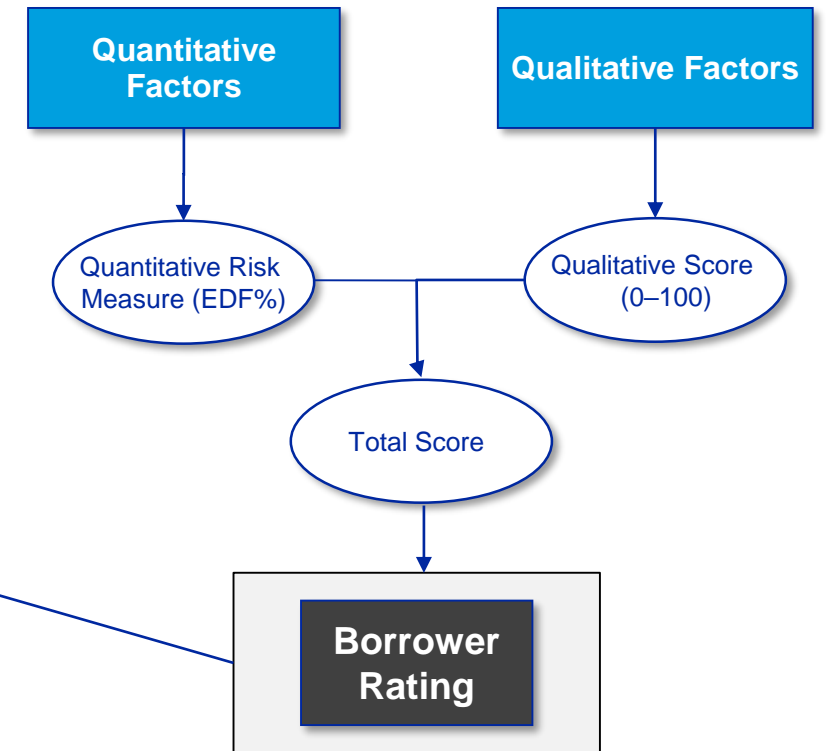 Quantitative
Factors
Qualitative Factors
Quantitative Risk
Measure (EDF%)
Qualitative Score
(0–100)
Total Score
Borrower
Rating